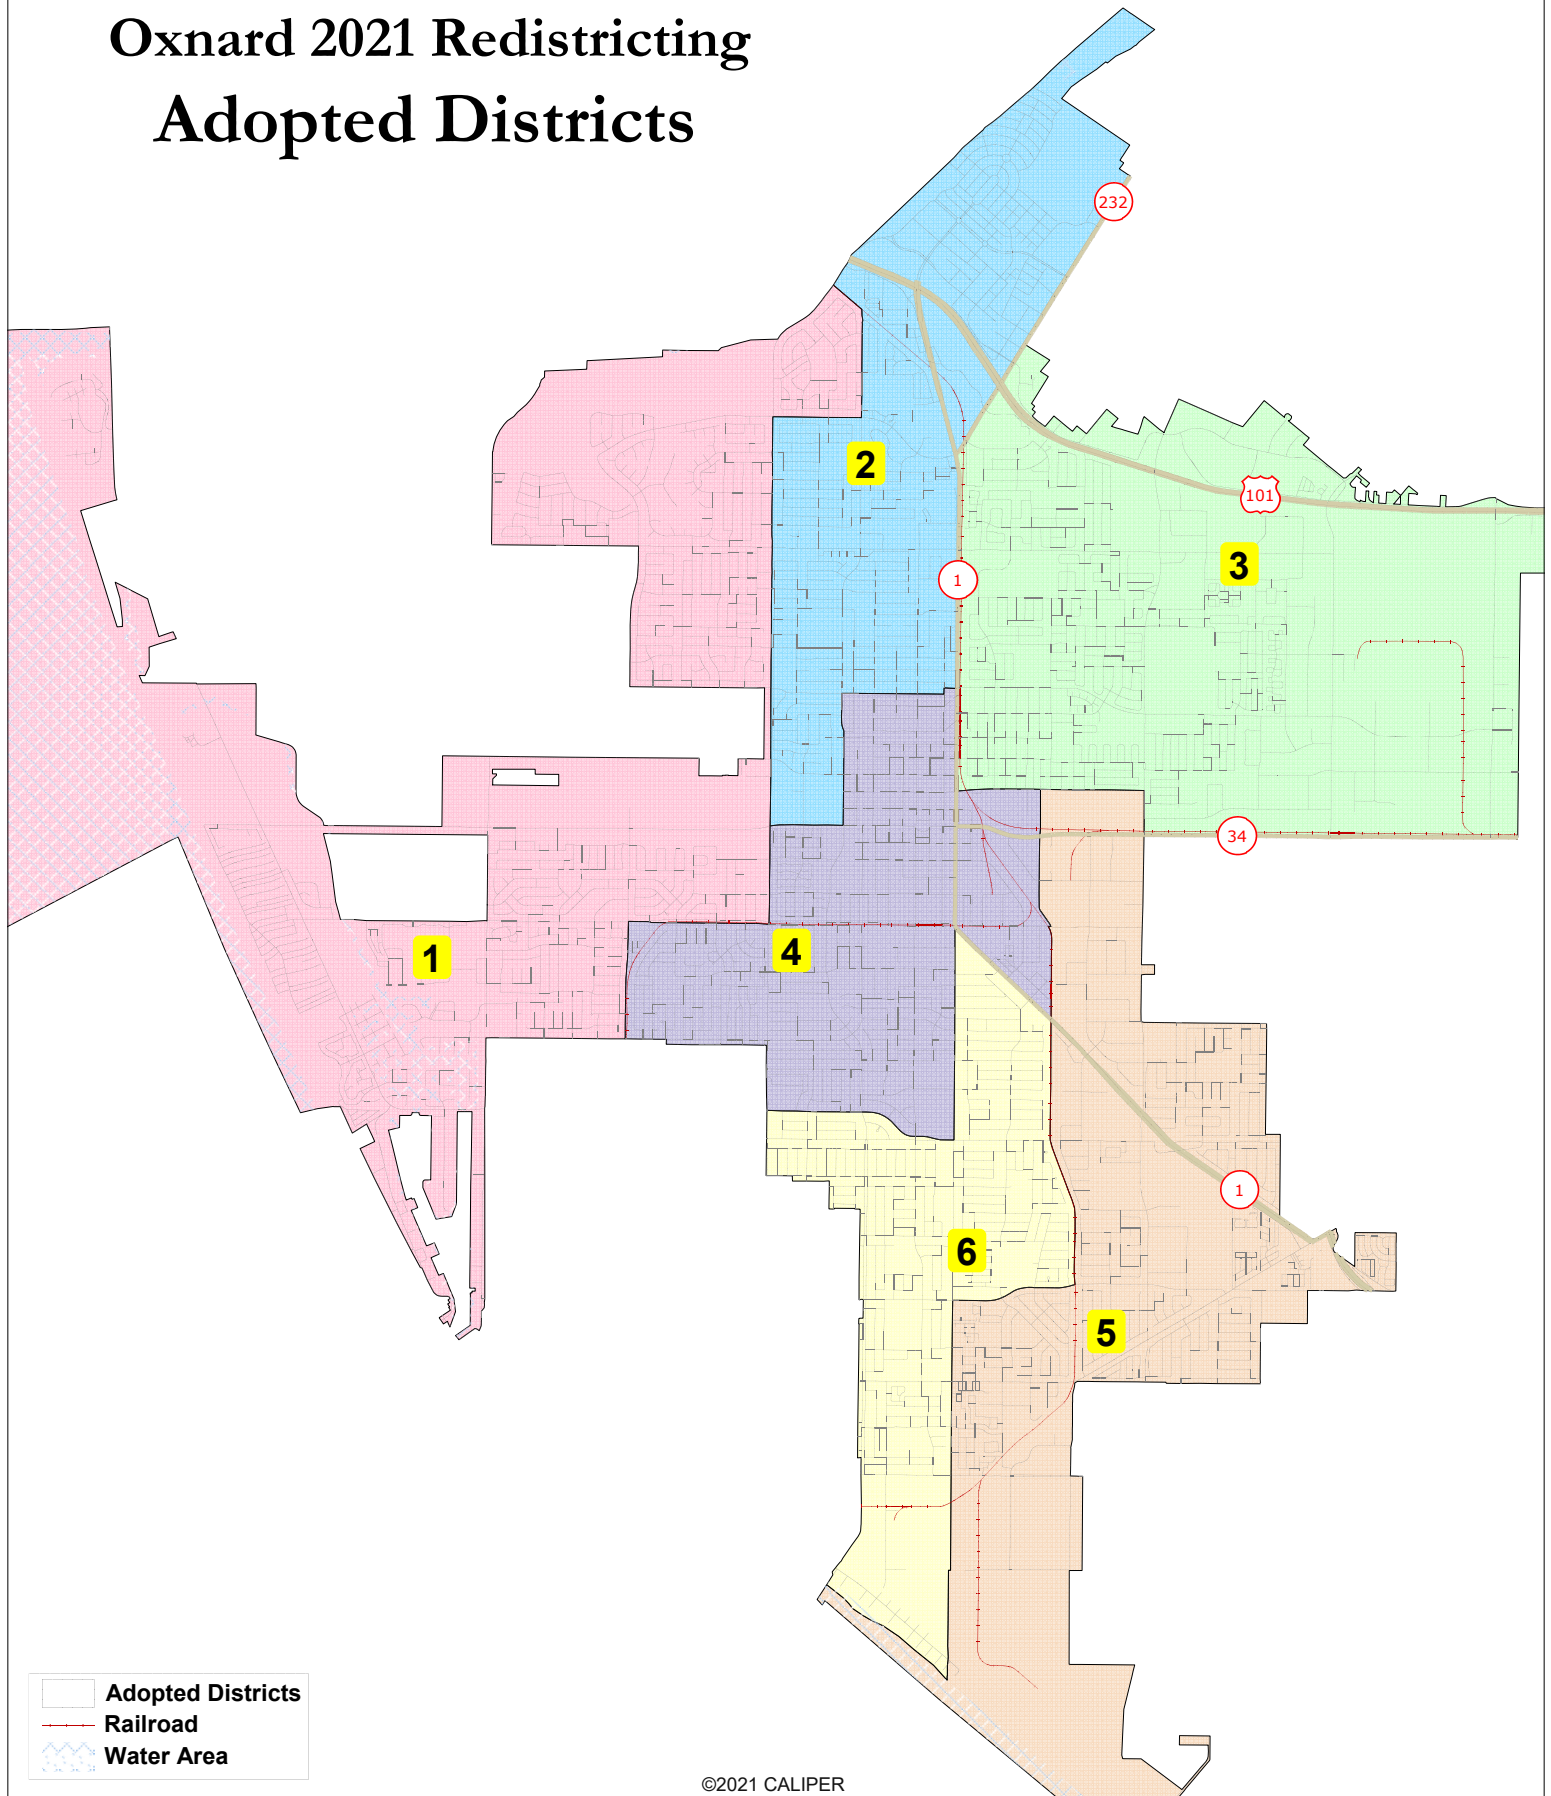 Oxnard 2021 Redistricting
Adopted Districts
232
2
101
3
1
34
4
1
1
6
5
Adopted Districts
Railroad
Water Area
©2021 CALIPER